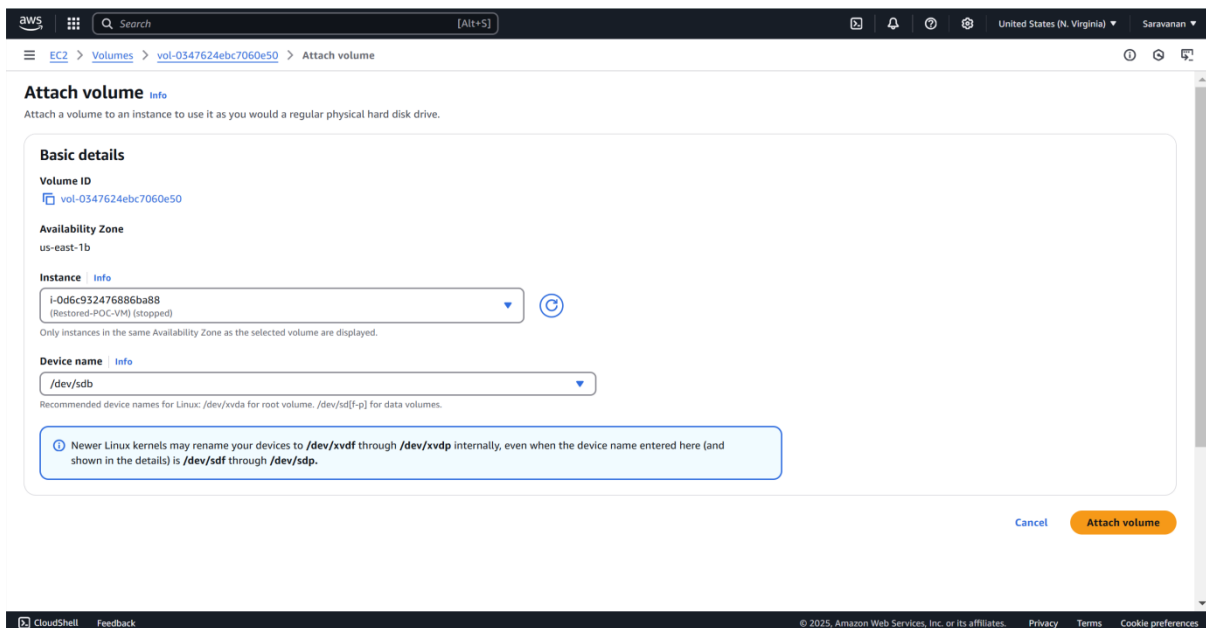 aws
Search [Alt+S] United States (N. Virginia) Saravanan
EC2 > Volumes > vol-0347624ebc7060e50 > Attach volume
Attach volume Info
Attach a volume to an instance to use it as you would a regular physical hard disk drive.
Basic details
Volume ID
vol-0347624ebc7060e50
Availability Zone
us-east-1b
Instance Info
i-0d6c932476886ba88
(Restored-POC-VM) (stopped)
Only instances in the same Availability Zone as the selected volume are displayed.
Device name Info
/dev/sdb
Recommended device names for Linux: /dev/xvda for root volume. /dev/sd[f-p] for data volumes.
Newer Linux kernels may rename your devices to /dev/xvdf through /dev/xvdp internally, even when the device name entered here (and
shown in the details) is /dev/sdf through /dev/sdp.
Cancel Attach volume
CloudShell Feedback © 2025, Amazon Web Services, Inc. or its affiliates. Privacy Terms Cookie preferences